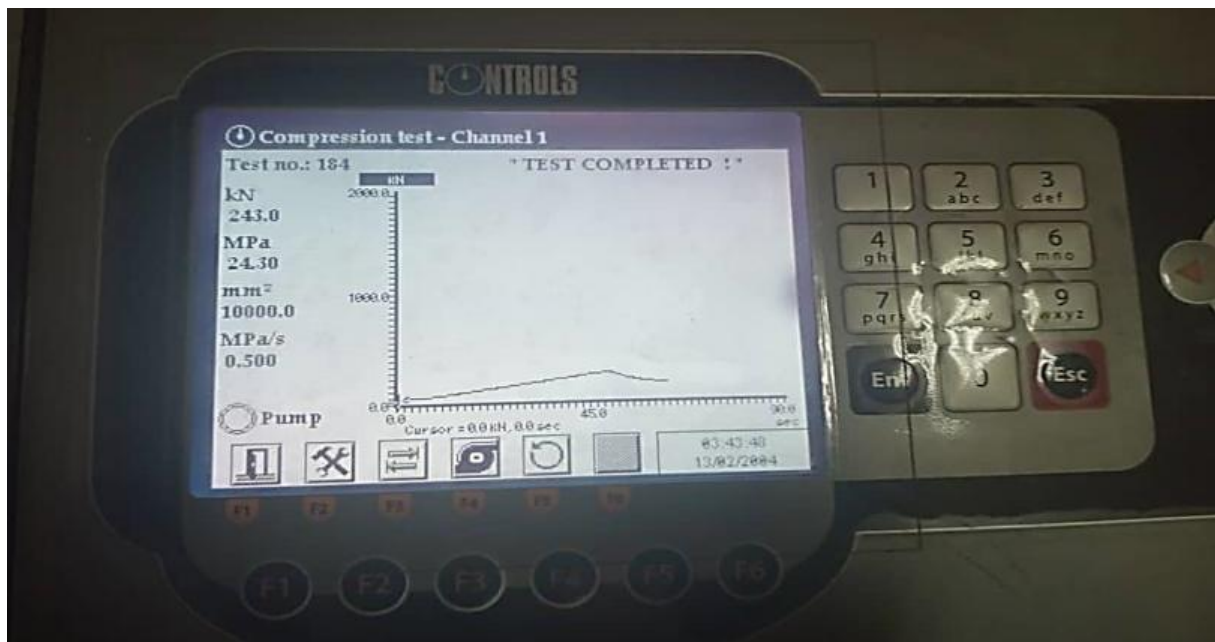 CONTROLS
Compression test - Channel 1
Test no.: 184
" TEST COMPLETED ! "
kN
243.0
MPa
24.30
mm²
10000.0
MPa/s
0.500
Pump
kN
2000.0
1000.0
0.0
0.0
45.0
90.0
sec
Cursor = 0.0 kN, 0.0 sec
03:43:48
13/02/2004
F1 F2 F3 F4 F5 F6
F1 F2 F3 F4 F5 F6
1 2 3
abc def
4 5 6
ghi mno
7 8 9
pqrs wxyz
0 Esc